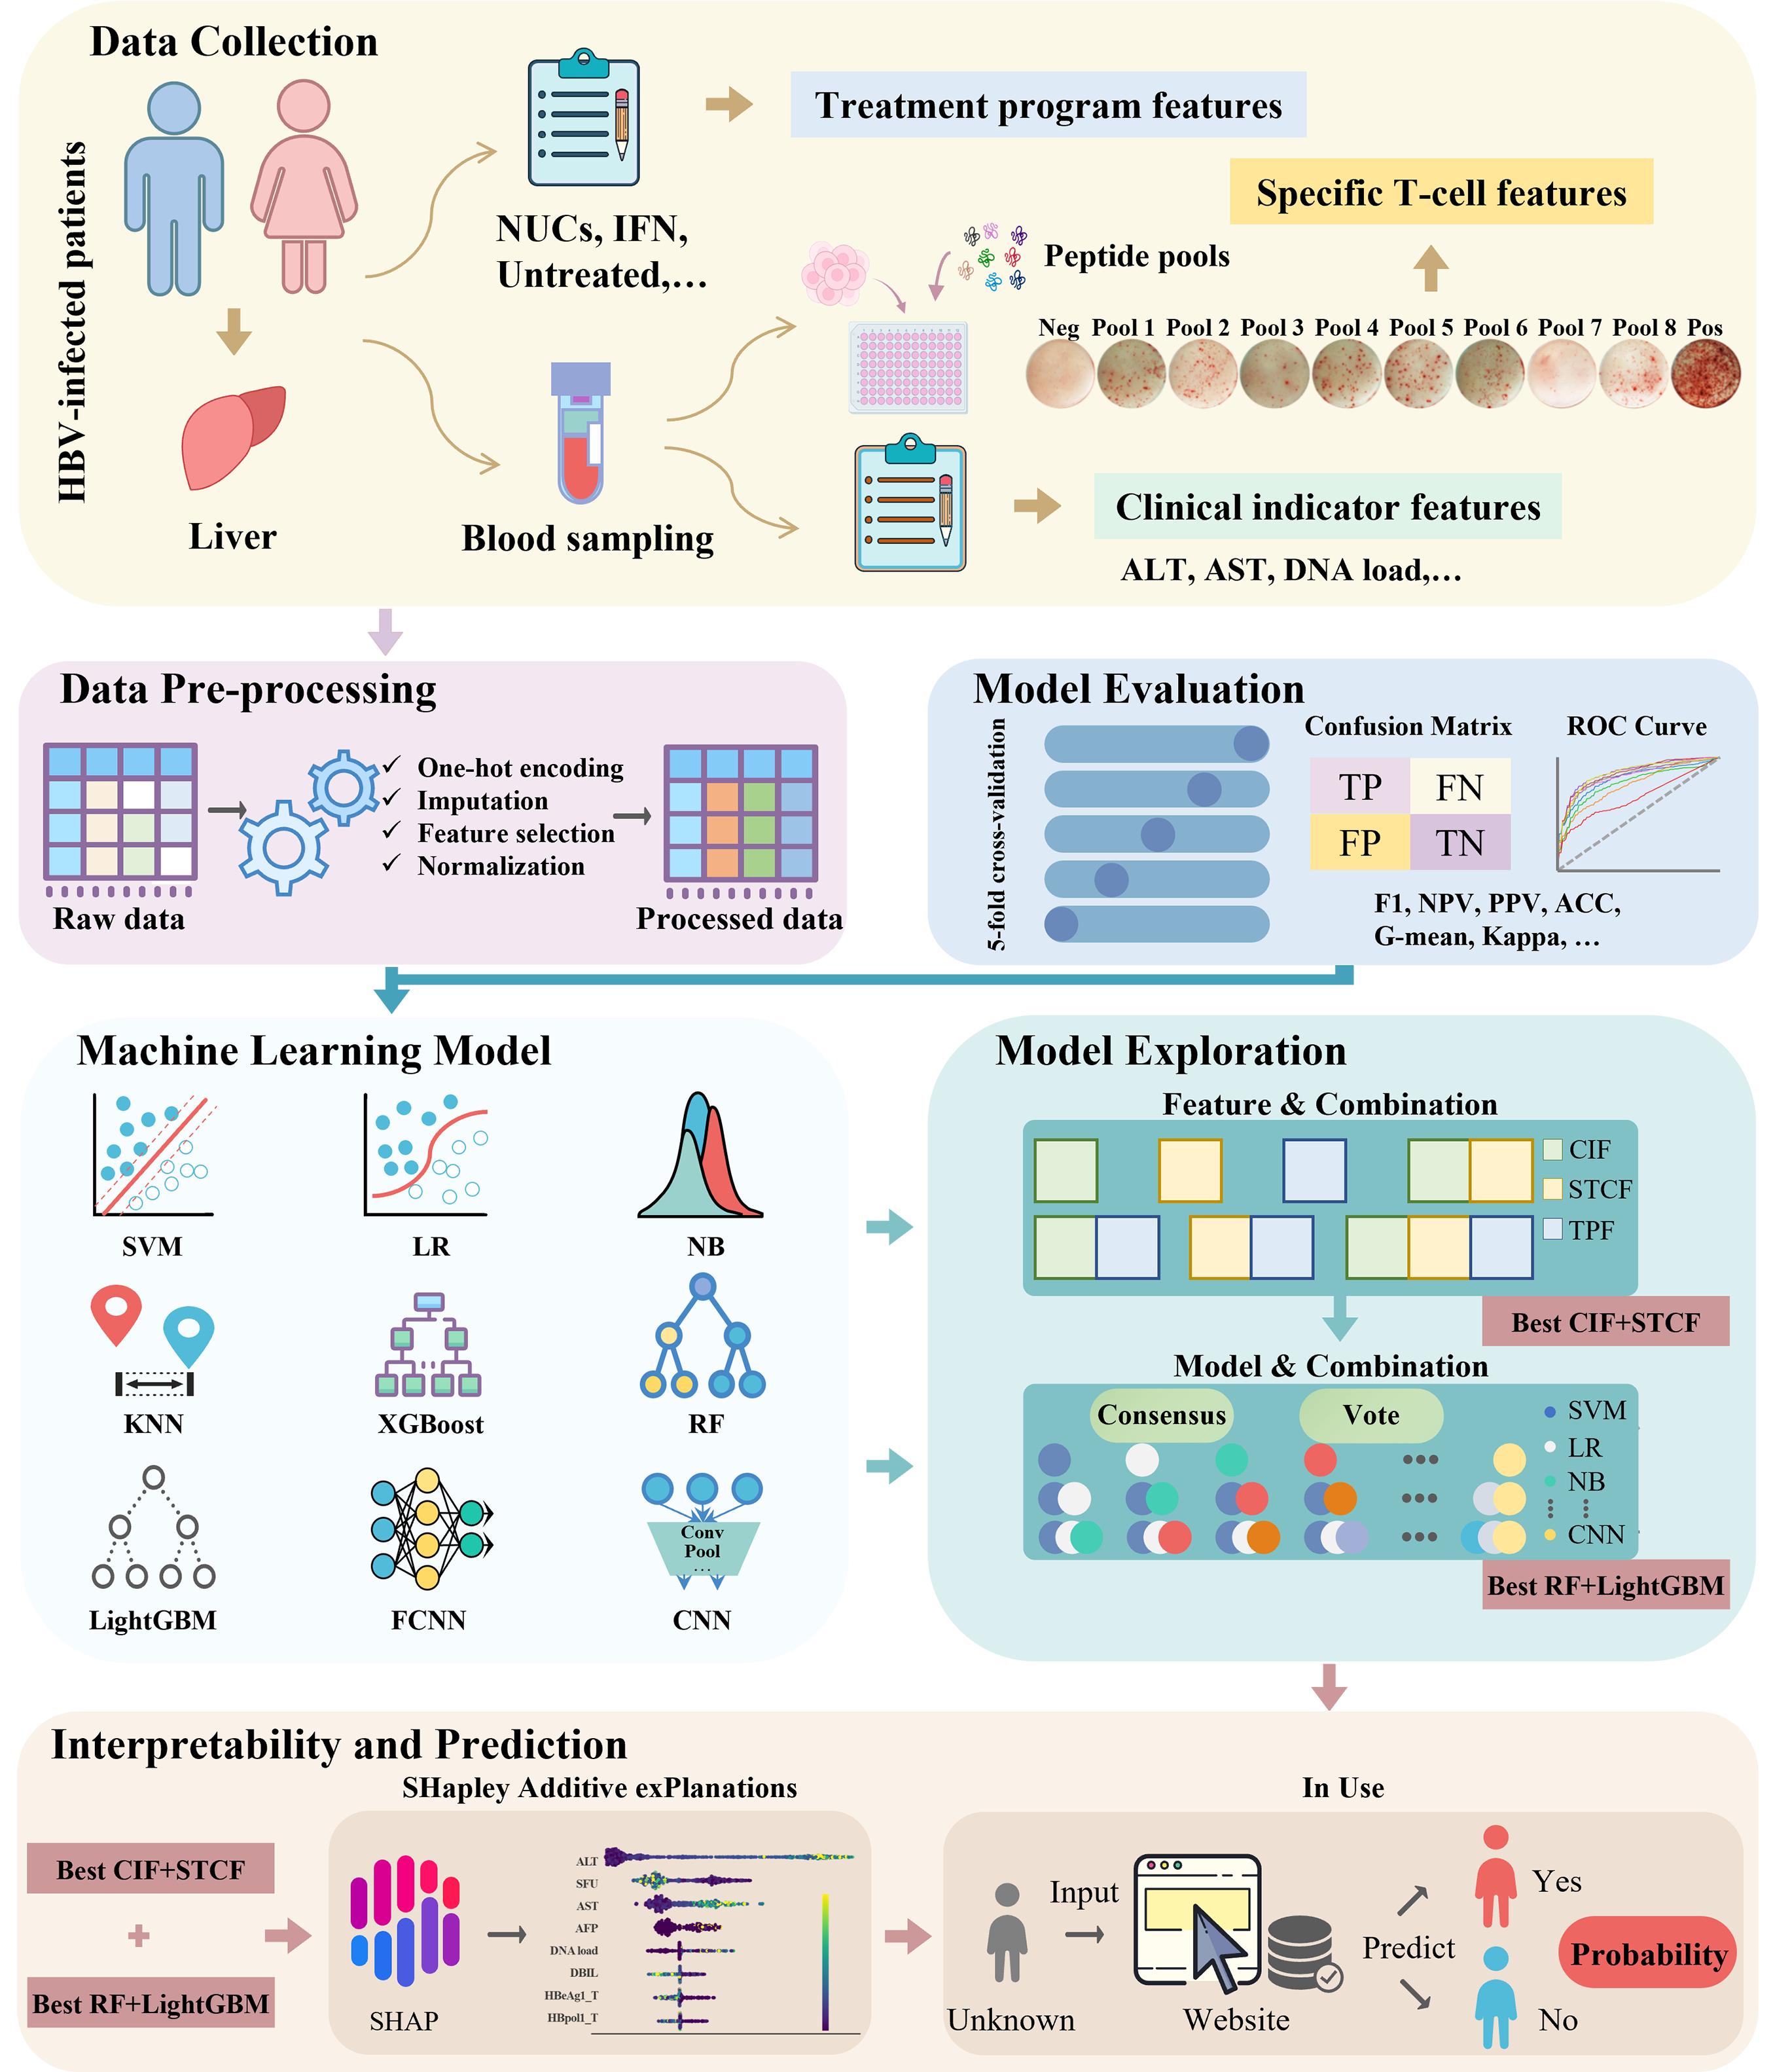 Data Collection
HBV-infected patients
Treatment program features
Specific T-cell features
NUCs, IFN,
Untreated,...
Peptide pools
Neg Pool 1 Pool 2 Pool 3 Pool 4 Pool 5 Pool 6 Pool 7 Pool 8 Pos
Liver
Blood sampling
Clinical indicator features
ALT, AST, DNA load,...
Data Pre-processing
✓ One-hot encoding
✓ Imputation
✓ Feature selection
✓ Normalization
Raw data
Processed data
Model Evaluation
5-fold cross-validation
Confusion Matrix
TP FN
FP TN
ROC Curve
F1, NPV, PPV, ACC,
G-mean, Kappa, ...
Machine Learning Model
SVM
LR
NB
KNN
XGBoost
RF
Conv
Pool
...
LightGBM
FCNN
CNN
Model Exploration
Feature & Combination
CIF
STCF
TPF
Best CIF+STCF
Model & Combination
Consensus
Vote
SVM
LR
NB
CNN
Best RF+LightGBM
Interpretability and Prediction
SHapley Additive exPlanations
Best CIF+STCF
+
Best RF+LightGBM
SHAP
ALT
SFU
AST
AFP
DNA load
DBIL
HBeAg1_T
HBpol1_T
In Use
Unknown
Input
Website
Predict
Yes
No
Probability